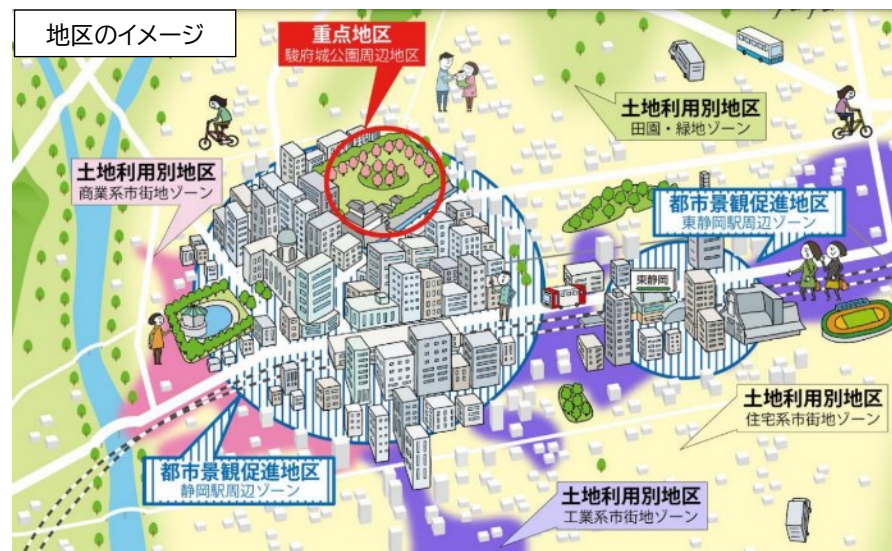 地区のイメージ
重点地区
駿府城公園周辺地区
土地利用別地区
田園・緑地ゾーン
土地利用別地区
商業系市街地ゾーン
都市景観促進地区
東静岡駅周辺ゾーン
東静岡
土地利用別地区
住宅系市街地ゾーン
都市景観促進地区
静岡駅周辺ゾーン
土地利用別地区
工業系市街地ゾーン